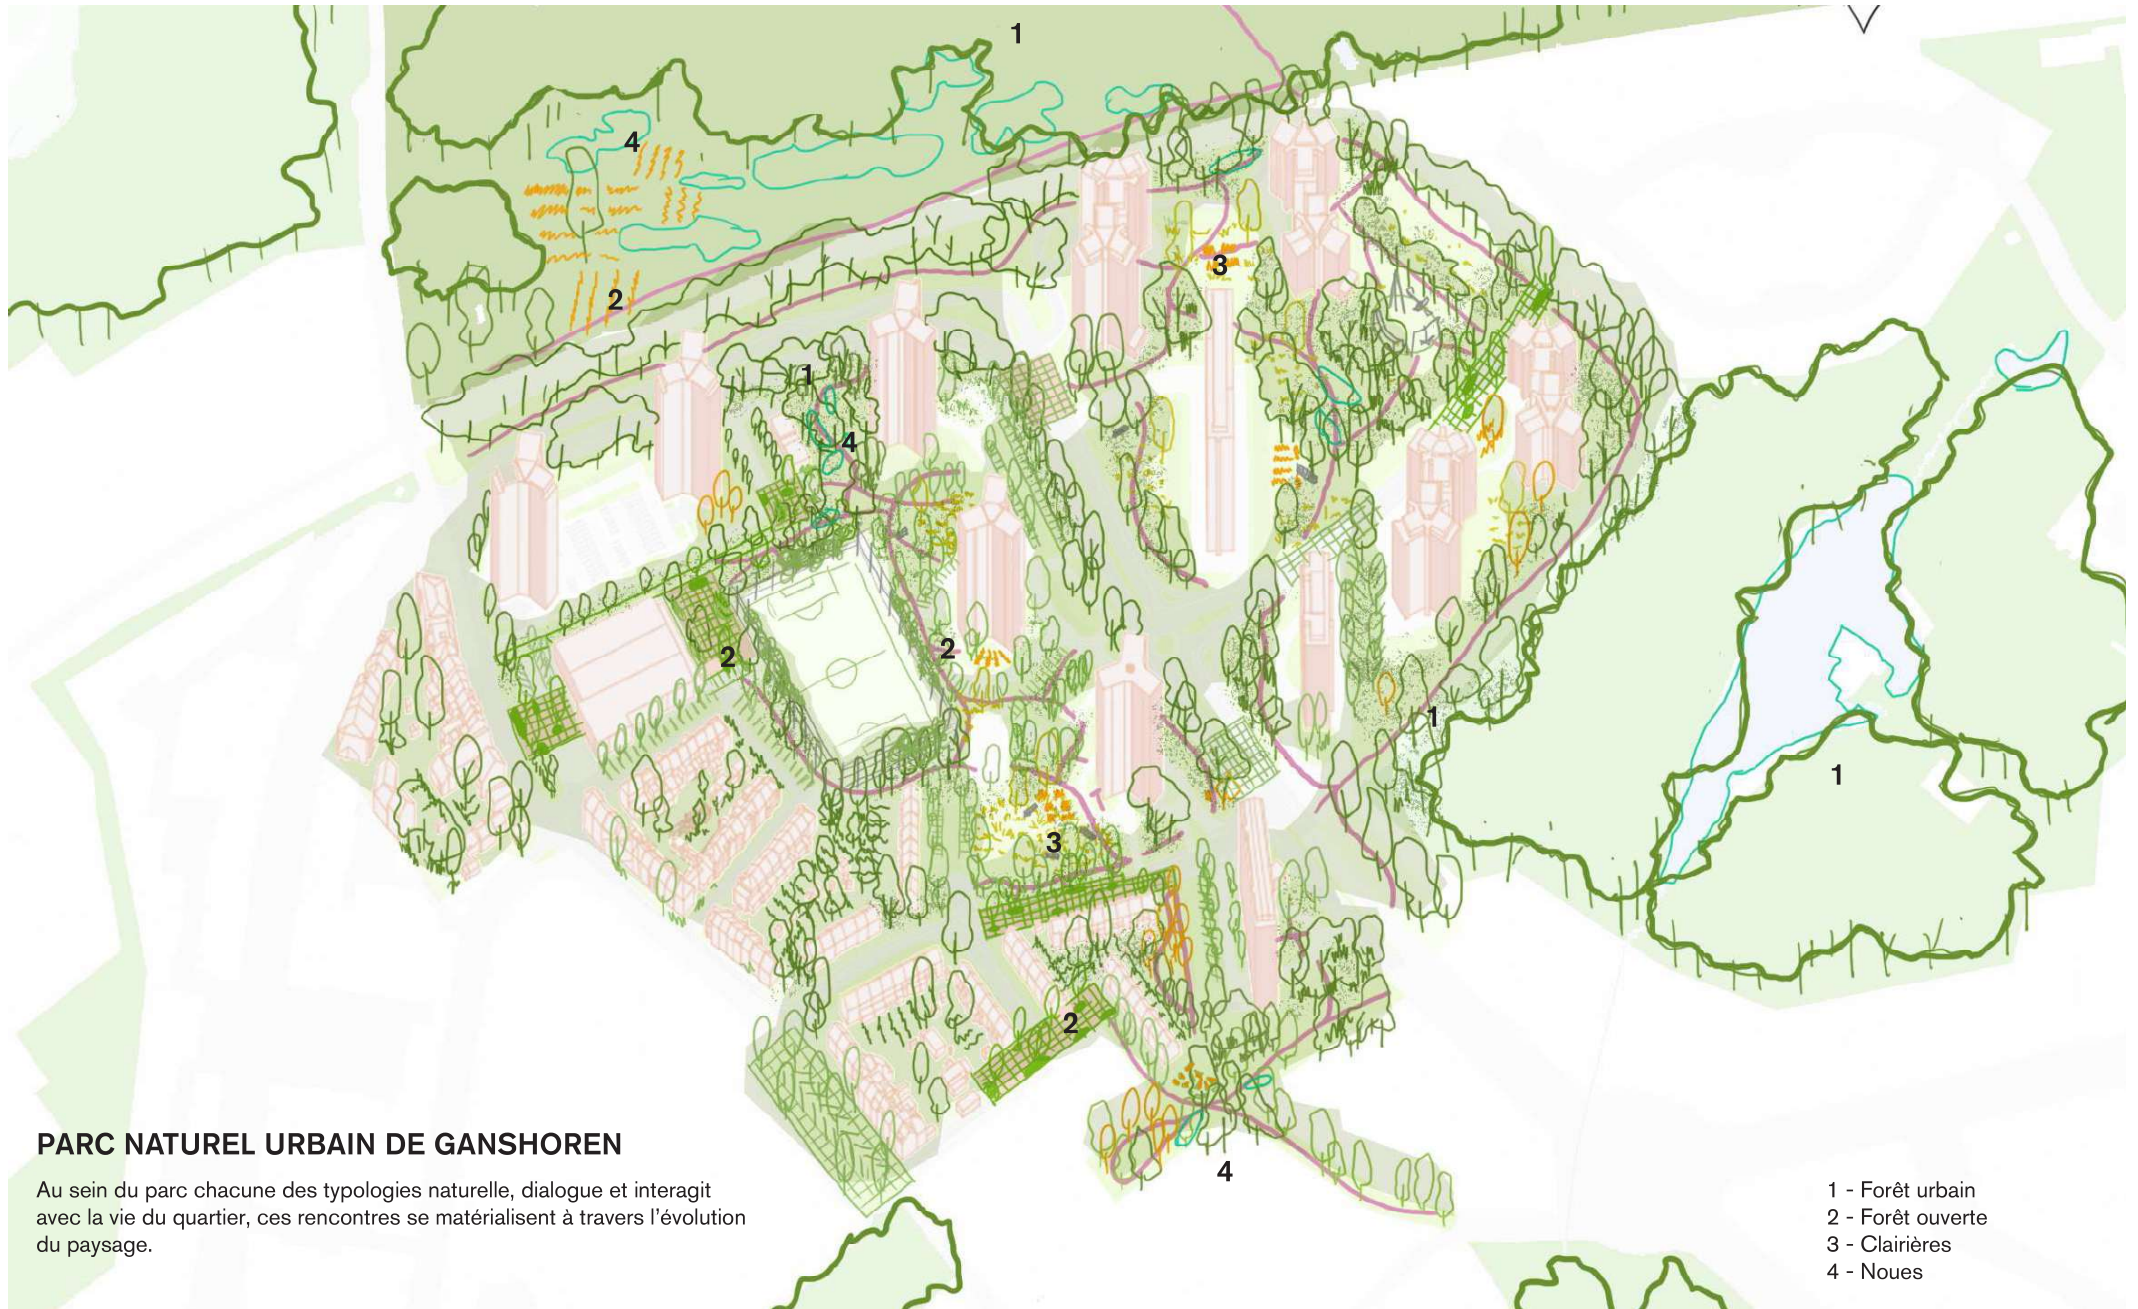 1
4
3
2
1
4
2
2
1
1
3
2
4
PARC NATUREL URBAIN DE GANSHOREN
Au sein du parc chacune des typologies naturelle, dialogue et interagit
avec la vie du quartier, ces rencontres se matérialisent à travers l'évolution
du paysage.
1 - Forêt urbain
2 - Forêt ouverte
3 - Clairières
4 - Noues